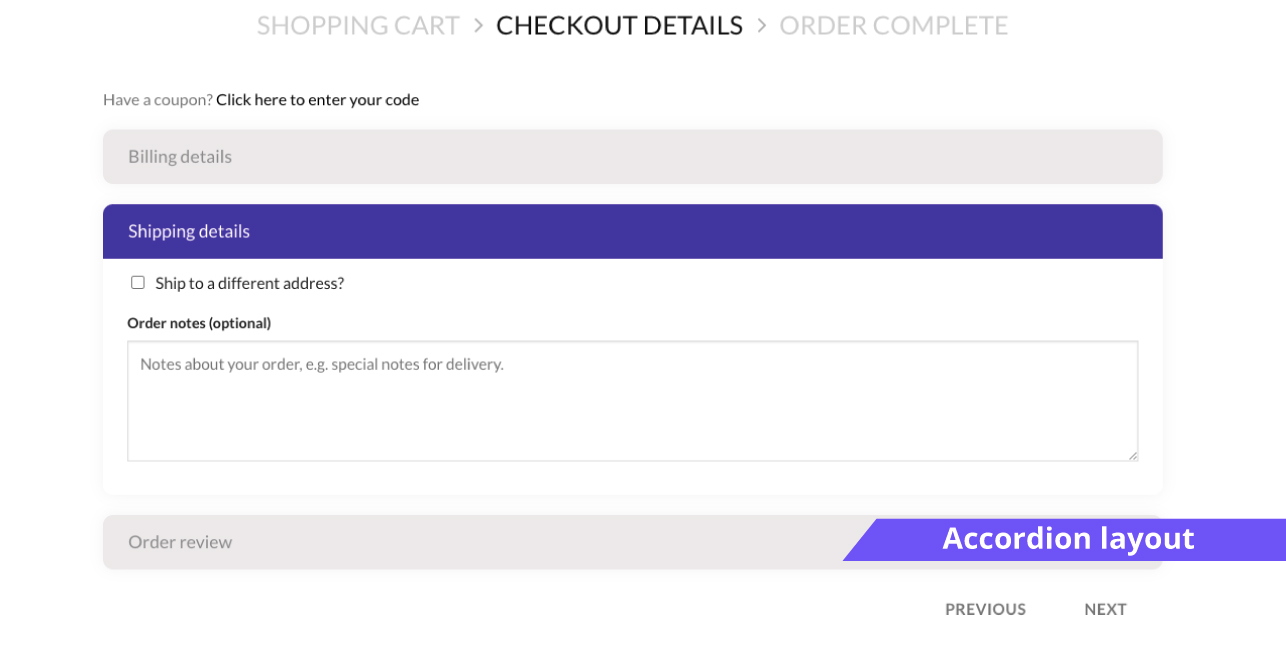 SHOPPING CART > CHECKOUT DETAILS > ORDER COMPLETE
Have a coupon? Click here to enter your code
Billing details
Shipping details
Ship to a different address?
Order notes (optional)
Notes about your order, e.g. special notes for delivery.
Order review
Accordion layout
PREVIOUS NEXT